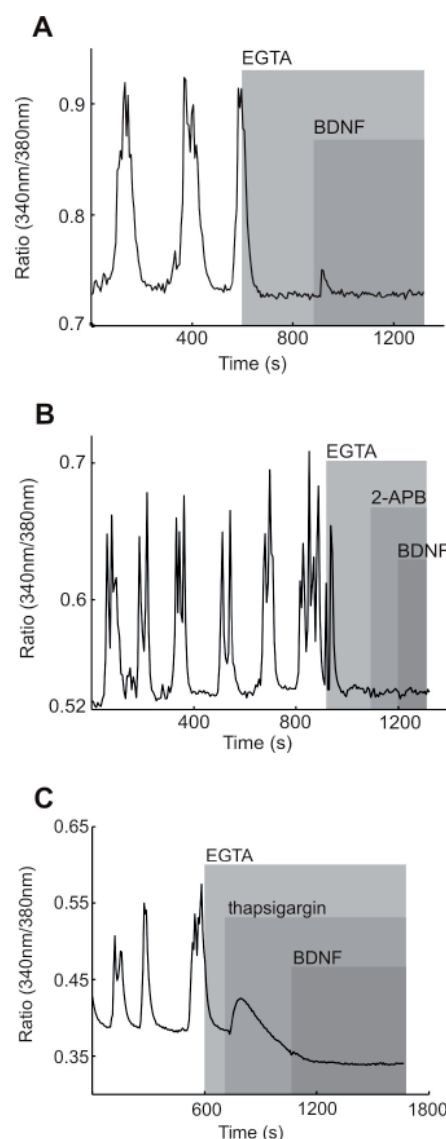 A
EGTA
BDNF
Ratio (340nm/380nm)
0.9
0.8
0.7
400 800 1200
Time (s)
B
EGTA
2-APB
BDNF
Ratio (340nm/380nm)
0.7
0.6
0.52
400 800 1200
Time (s)
C
EGTA
thapsigargin
BDNF
Ratio (340nm/380nm)
0.65
0.55
0.45
0.35
600 1200 1800
Time (s)